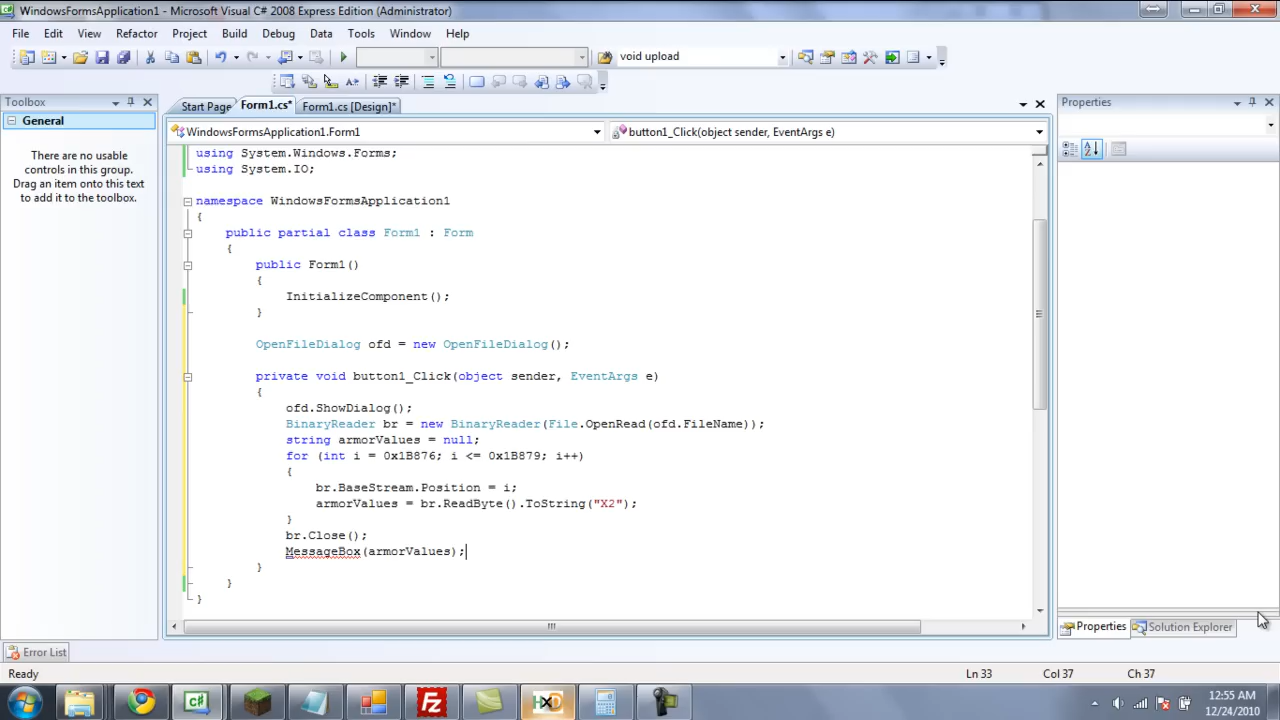 WindowsFormsApplication1 - Microsoft Visual C# 2008 Express Edition (Administrator)
File Edit View Refactor Project Build Debug Data Tools Window Help
void upload
Toolbox
General
There are no usable
controls in this group.
Drag an item onto this text
to add it to the toolbox.
Start Page Form1.cs* Form1.cs [Design]*
WindowsFormsApplication1.Form1 button1_Click(object sender, EventArgs e)
using System.Windows.Forms;
using System.IO;
namespace WindowsFormsApplication1
{
public partial class Form1 : Form
{
public Form1()
{
InitializeComponent();
}
OpenFileDialog ofd = new OpenFileDialog();
private void button1_Click(object sender, EventArgs e)
{
ofd.ShowDialog();
BinaryReader br = new BinaryReader(File.OpenRead(ofd.FileName));
string armorValues = null;
for (int i = 0x1B876; i <= 0x1B879; i++)
{
br.BaseStream.Position = i;
armorValues = br.ReadByte().ToString("X2");
}
br.Close();
MessageBox(armorValues);
}
}
}
Properties
Properties Solution Explorer
Error List
Ready Ln 33 Col 37 Ch 37
12:55 AM
12/24/2010